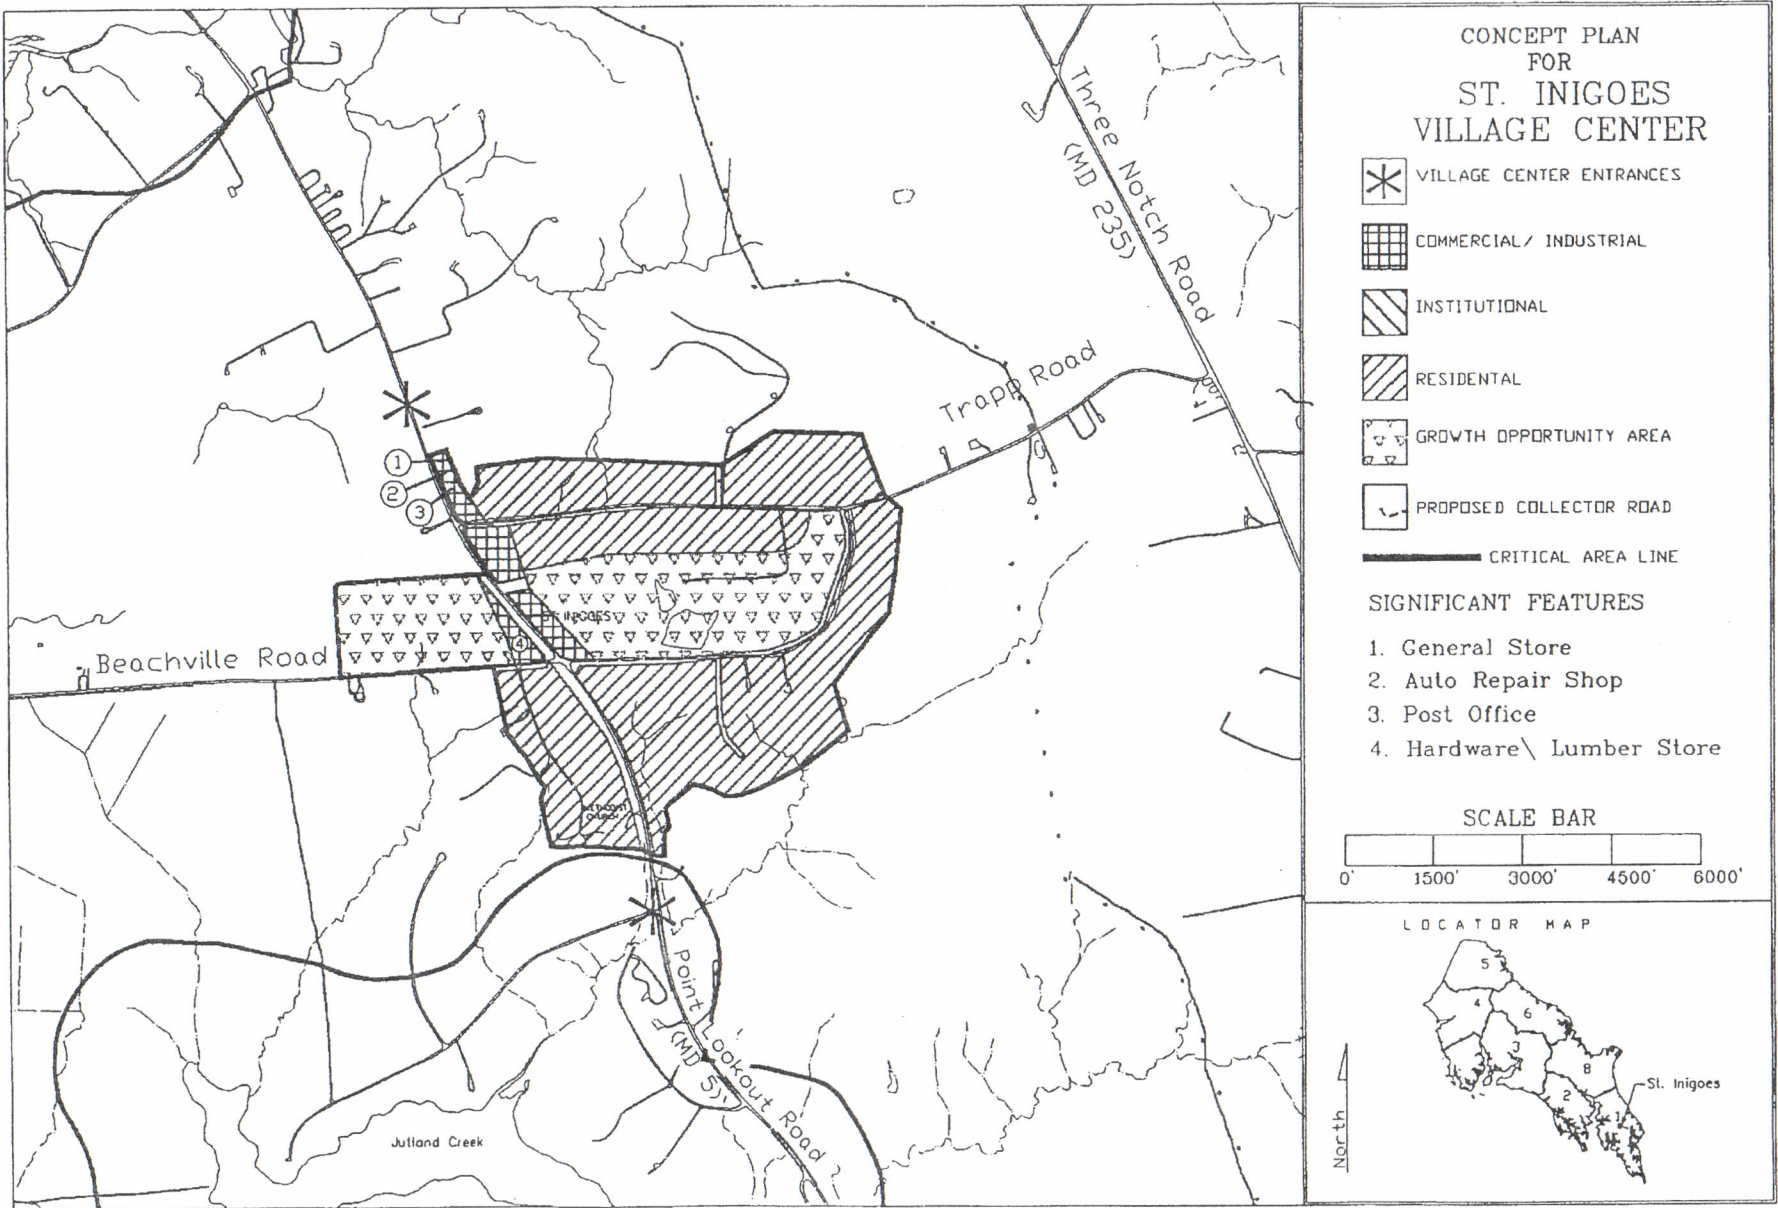 CONCEPT PLAN
FOR
ST. INIGOES
VILLAGE CENTER
VILLAGE CENTER ENTRANCES
COMMERCIAL/ INDUSTRIAL
INSTITUTIONAL
RESIDENTAL
GROWTH OPPORTUNITY AREA
PROPOSED COLLECTOR ROAD
CRITICAL AREA LINE
SIGNIFICANT FEATURES
1. General Store
2. Auto Repair Shop
3. Post Office
4. Hardware\ Lumber Store
SCALE BAR
0' 1500' 3000' 4500' 6000'
LOCATOR MAP
5
4
6
3
8
2
1
St. Inigoes
North
Three Notch Road
(MD 235)
Trapp Road
1
2
3
4
INIGOES
Beachville Road
CHURCH
Point Lookout Road
(MD 5)
Jutland Creek